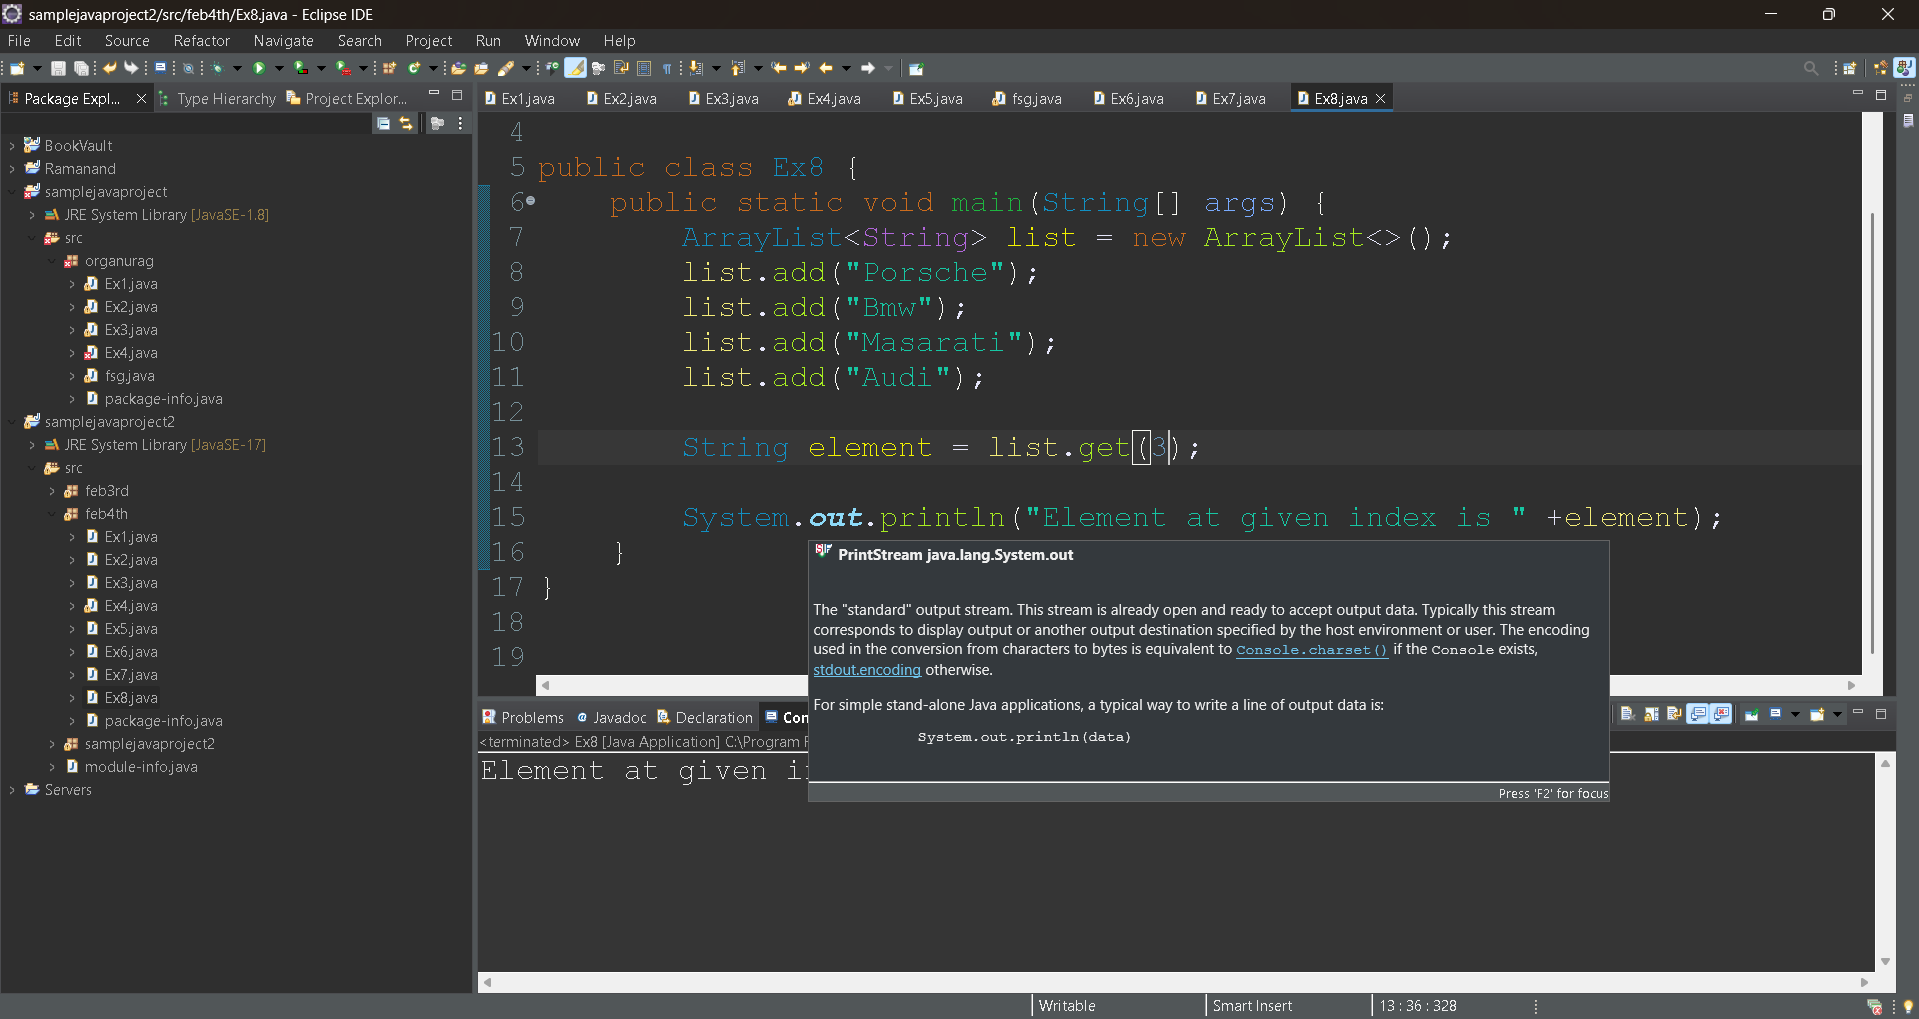 samplejavaproject2/src/feb4th/Ex8.java - Eclipse IDE
File Edit Source Refactor Navigate Search Project Run Window Help
Package Expl... Type Hierarchy Project Explor...
BookVault
Ramanand
samplejavaproject
JRE System Library [JavaSE-1.8]
src
organurag
Ex1.java
Ex2.java
Ex3.java
Ex4.java
fsg.java
package-info.java
samplejavaproject2
JRE System Library [JavaSE-17]
src
feb3rd
feb4th
Ex1.java
Ex2.java
Ex3.java
Ex4.java
Ex5.java
Ex6.java
Ex7.java
Ex8.java
package-info.java
samplejavaproject2
module-info.java
Servers
Ex1.java Ex2.java Ex3.java Ex4.java Ex5.java fsg.java Ex6.java Ex7.java Ex8.java
4
5 public class Ex8 {
6 public static void main(String[] args) {
7 ArrayList<String> list = new ArrayList<>();
8 list.add("Porsche");
9 list.add("Bmw");
10 list.add("Masarati");
11 list.add("Audi");
12
13 String element = list.get(3);
14
15 System.out.println("Element at given index is " +element);
16 }
17 }
18
19
PrintStream java.lang.System.out
The "standard" output stream. This stream is already open and ready to accept output data. Typically this stream
corresponds to display output or another output destination specified by the host environment or user. The encoding
used in the conversion from characters to bytes is equivalent to Console.charset() if the Console exists,
stdout.encoding otherwise.
For simple stand-alone Java applications, a typical way to write a line of output data is:
System.out.println(data)
Press 'F2' for focus
Problems Javadoc Declaration Con
<terminated> Ex8 [Java Application] C:\Program F
Element at given i
Writable Smart Insert 13 : 36 : 328